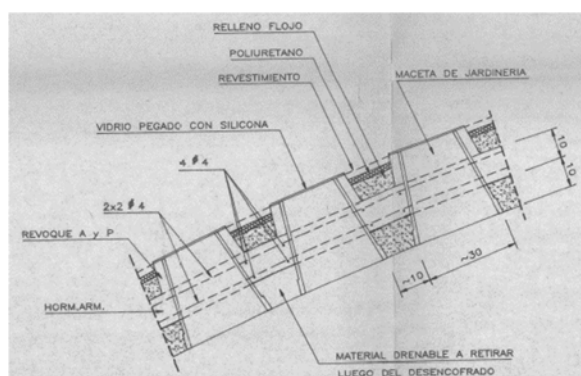 RELLENO FLOJO
POLIURETANO
REVESTIMIENTO
MACETA DE JARDINERIA
VIDRIO PEGADO CON SILICONA
4 ø 4
2x2 ø 4
REVOQUE A y P
HORM.ARM.
10
10
~10
~30
MATERIAL DRENABLE A RETIRAR
LUEGO DEL DESENCOFRADO